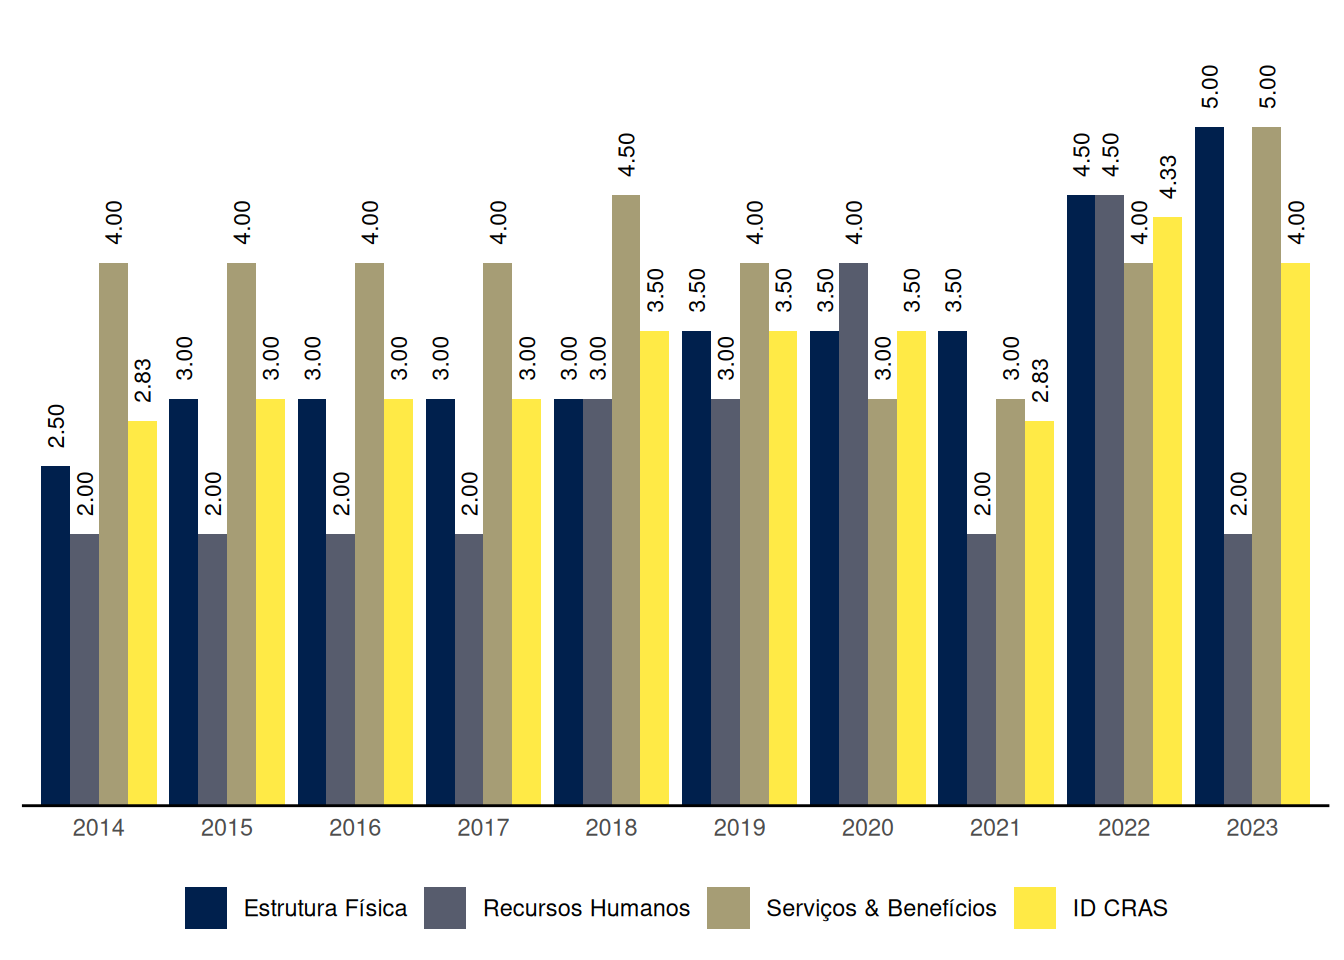 5.00 5.00
4.50 4.50 4.50
4.33
4.00 4.00 4.00 4.00 4.00 4.00 4.00 4.00
3.50 3.50 3.50 3.50 3.50 3.50
3.00 3.00 3.00 3.00 3.00 3.00 3.00 3.00 3.00 3.00 3.00
2.83 2.83
2.50
2.00 2.00 2.00 2.00 2.00 2.00
2014 2015 2016 2017 2018 2019 2020 2021 2022 2023
Estrutura Física Recursos Humanos Serviços & Benefícios ID CRAS